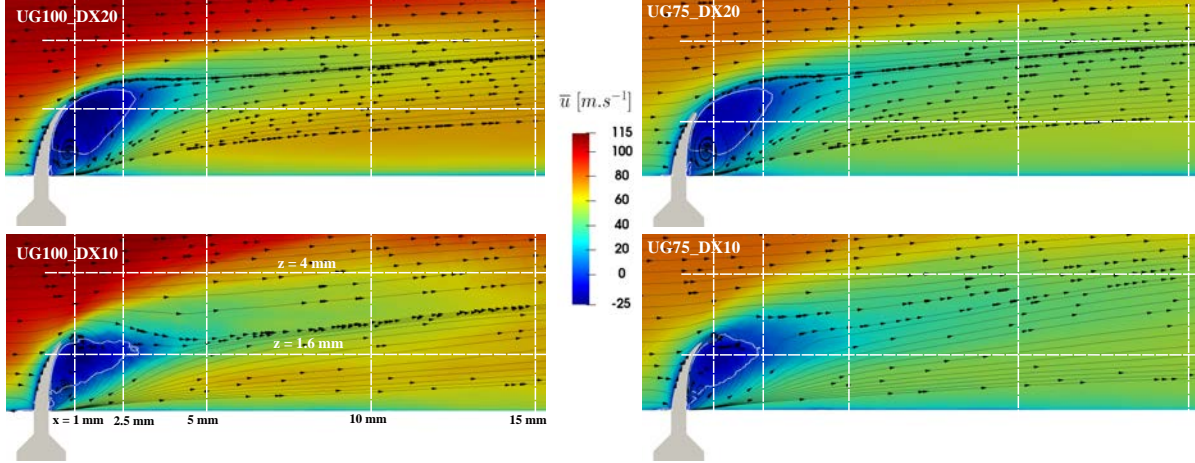 UG100_DX20
UG75_DX20
u̅ [m.s⁻¹]
115
100
80
60
40
20
0
-25
UG100_DX10
UG75_DX10
z = 4 mm
z = 1.6 mm
x = 1 mm 2.5 mm 5 mm 10 mm 15 mm